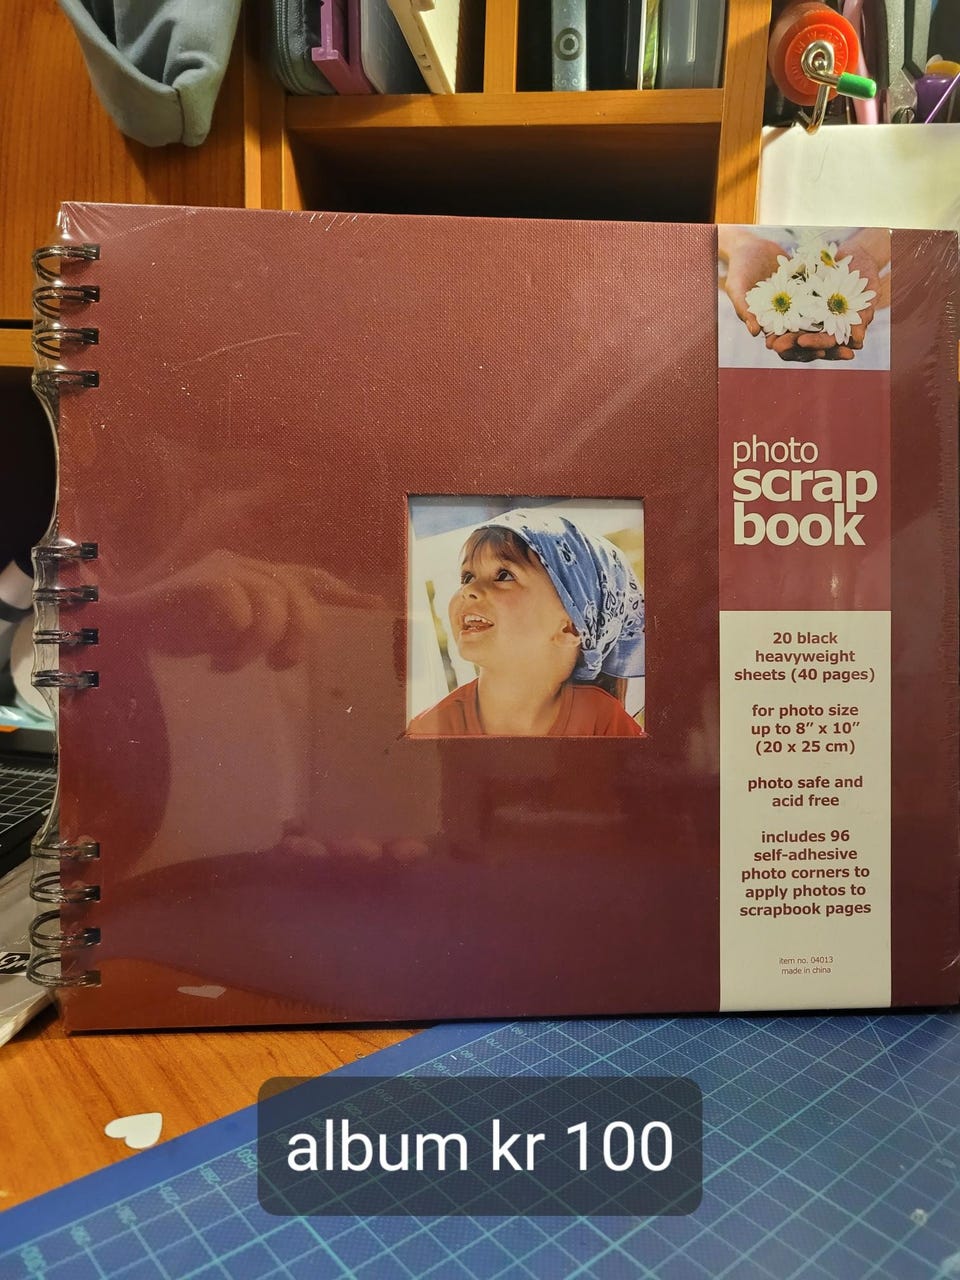 photo
scrap
book
20 black
heavyweight
sheets (40 pages)
for photo size
up to 8” x 10”
(20 x 25 cm)
photo safe and
acid free
includes 96
self-adhesive
photo corners to
apply photos to
scrapbook pages
item no. 04013
made in china
album kr 100